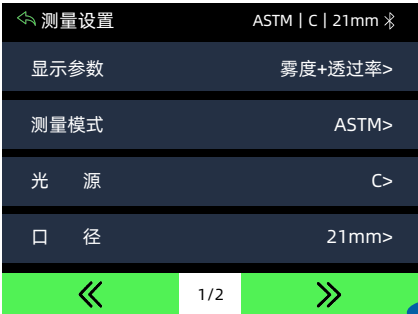 测量设置 ASTM | C | 21mm
显示参数 雾度+透过率>
测量模式 ASTM>
光 源 C>
口 径 21mm>
1/2